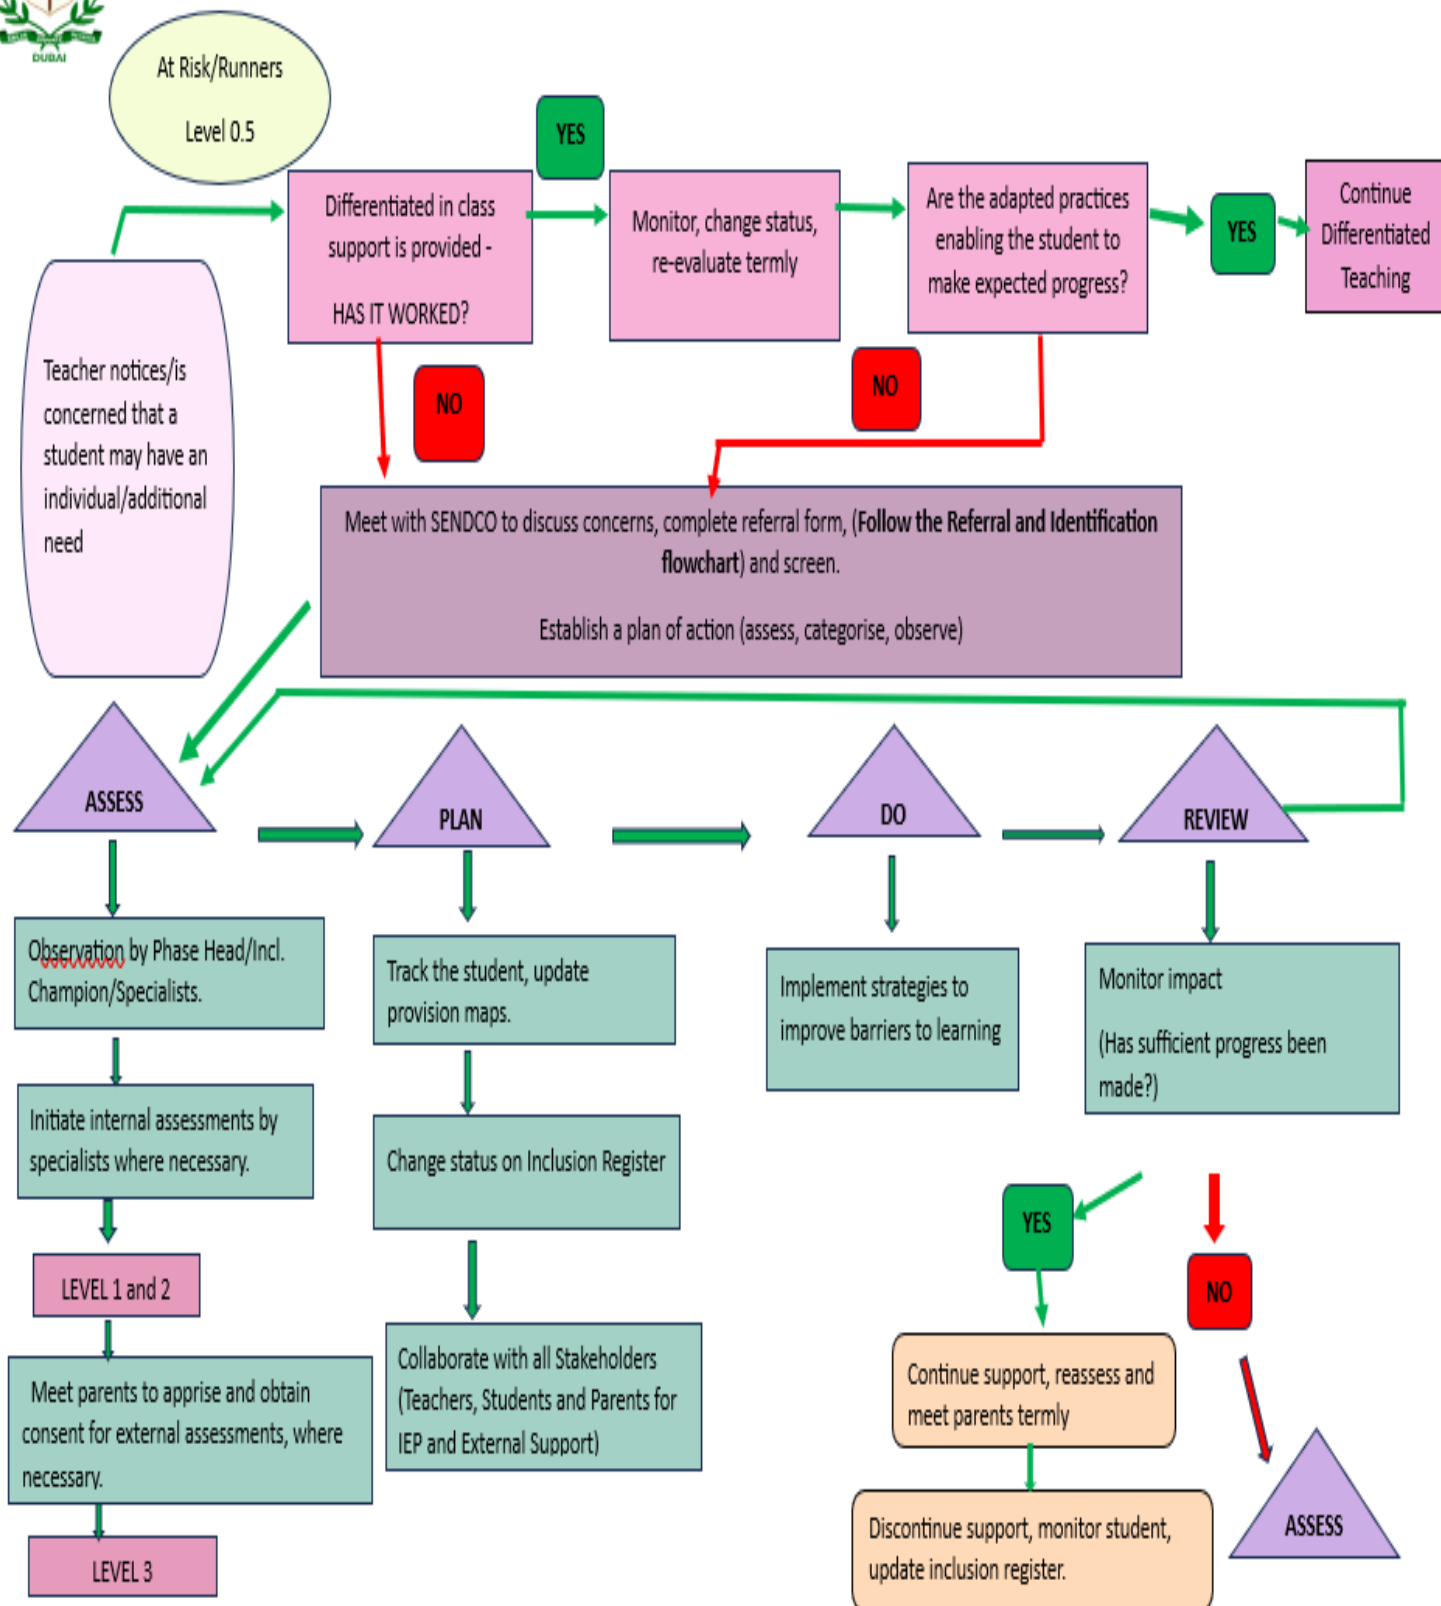 DUBAI
At Risk/Runners
Level 0.5
YES
Differentiated in class
support is provided -
HAS IT WORKED?
Monitor, change status,
re-evaluate termly
Are the adapted practices
enabling the student to
make expected progress?
YES
Continue
Differentiated
Teaching
Teacher notices/is
concerned that a
student may have an
individual/additional
need
NO
NO
Meet with SENDCO to discuss concerns, complete referral form, (Follow the Referral and Identification
flowchart) and screen.
Establish a plan of action (assess, categorise, observe)
ASSESS
PLAN
DO
REVIEW
Observation by Phase Head/Incl.
Champion/Specialists.
Initiate internal assessments by
specialists where necessary.
LEVEL 1 and 2
Meet parents to apprise and obtain
consent for external assessments, where
necessary.
LEVEL 3
Track the student, update
provision maps.
Change status on Inclusion Register
Collaborate with all Stakeholders
(Teachers, Students and Parents for
IEP and External Support)
Implement strategies to
improve barriers to learning
Monitor impact
(Has sufficient progress been
made?)
YES
NO
Continue support, reassess and
meet parents termly
Discontinue support, monitor student,
update inclusion register.
ASSESS